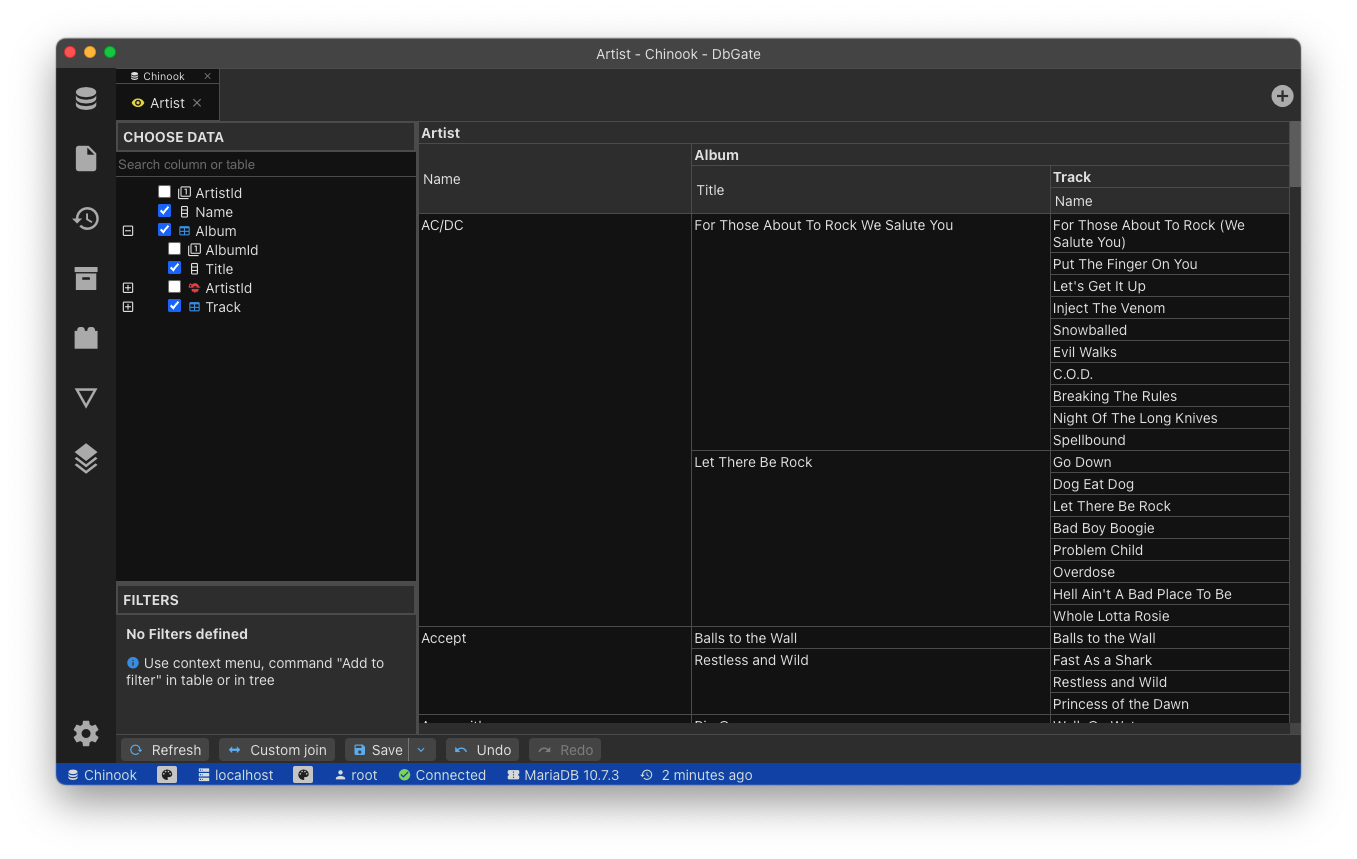 Artist - Chinook - DbGate
Chinook
Artist
CHOOSE DATA
Search column or table
ArtistId
Name
Album
AlbumId
Title
ArtistId
Track
FILTERS
No Filters defined
Use context menu, command "Add to
filter" in table or in tree
Artist
Album
Name
Title
Track
Name
AC/DC
For Those About To Rock We Salute You
For Those About To Rock (We
Salute You)
Put The Finger On You
Let's Get It Up
Inject The Venom
Snowballed
Evil Walks
C.O.D.
Breaking The Rules
Night Of The Long Knives
Spellbound
Let There Be Rock
Go Down
Dog Eat Dog
Let There Be Rock
Bad Boy Boogie
Problem Child
Overdose
Hell Ain't A Bad Place To Be
Whole Lotta Rosie
Accept
Balls to the Wall
Balls to the Wall
Restless and Wild
Fast As a Shark
Restless and Wild
Princess of the Dawn
Refresh
Custom join
Save
Undo
Redo
Chinook
localhost
root
Connected
MariaDB 10.7.3
2 minutes ago